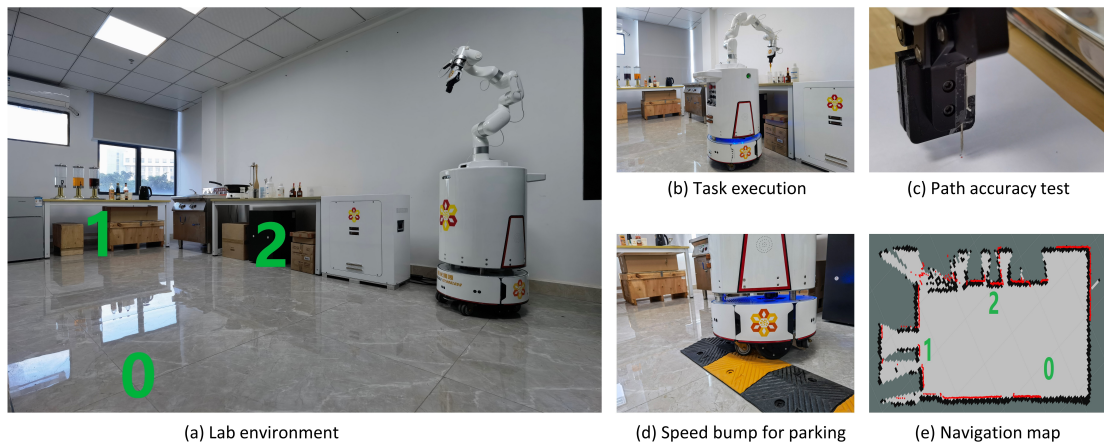 1
2
0
(a) Lab environment
(b) Task execution
(c) Path accuracy test
(d) Speed bump for parking
2
1
0
(e) Navigation map